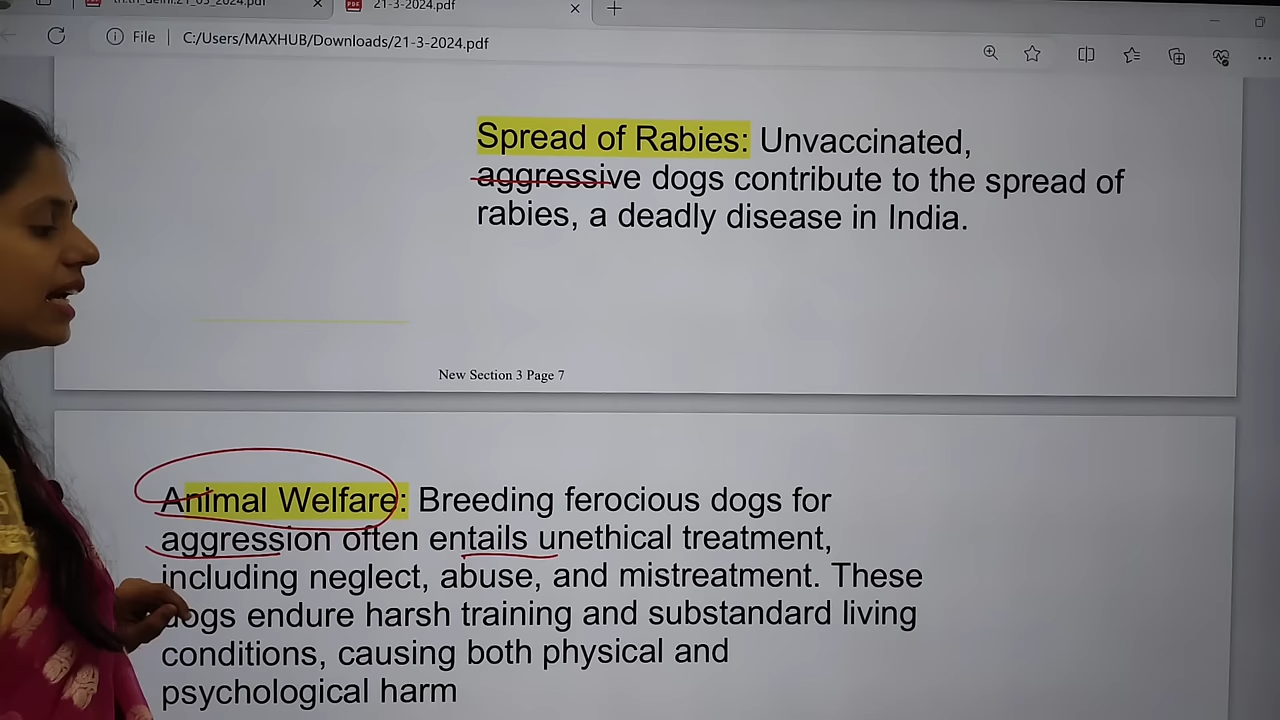 21-3-2024.pdf
File
C:/Users/MAXHUB/Downloads/21-3-2024.pdf
Spread of Rabies: Unvaccinated,
aggressive dogs contribute to the spread of
rabies, a deadly disease in India.
New Section 3 Page 7
Animal Welfare: Breeding ferocious dogs for
aggression often entails unethical treatment,
including neglect, abuse, and mistreatment. These
dogs endure harsh training and substandard living
conditions, causing both physical and
psychological harm